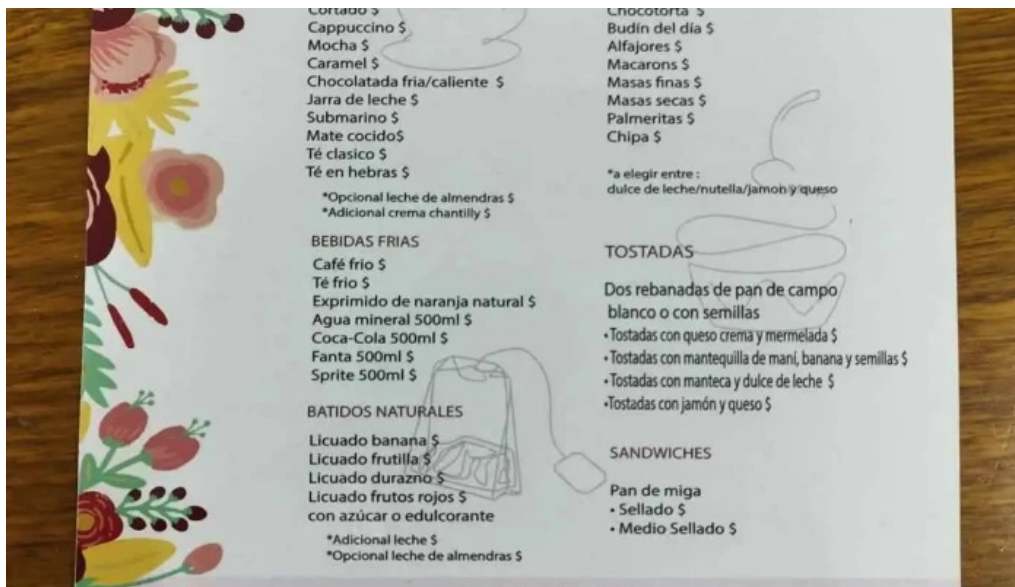 Cortado $
Cappuccino $
Mocha $
Caramel $
Chocolatada fria/caliente $
Jarra de leche $
Submarino $
Mate cocido$
Té clasico $
Té en hebras $
*Opcional leche de almendras $
*Adicional crema chantilly $
BEBIDAS FRIAS
Café frio $
Té frio $
Exprimido de naranja natural $
Agua mineral 500ml $
Coca-Cola 500ml $
Fanta 500ml $
Sprite 500ml $
BATIDOS NATURALES
Licuado banana $
Licuado frutilla $
Licuado durazno $
Licuado frutos rojos $
con azúcar o edulcorante
*Adicional leche $
*Opcional leche de almendras $
Chocotorta $
Budín del día $
Alfajores $
Macarons $
Masas finas $
Masas secas $
Palmeritas $
Chipa $
*a elegir entre :
dulce de leche/nutella/jamon y queso
TOSTADAS
Dos rebanadas de pan de campo
blanco o con semillas
•Tostadas con queso crema y mermelada $
•Tostadas con mantequilla de maní, banana y semillas $
•Tostadas con manteca y dulce de leche $
•Tostadas con jamón y queso $
SANDWICHES
Pan de miga
• Sellado $
• Medio Sellado $